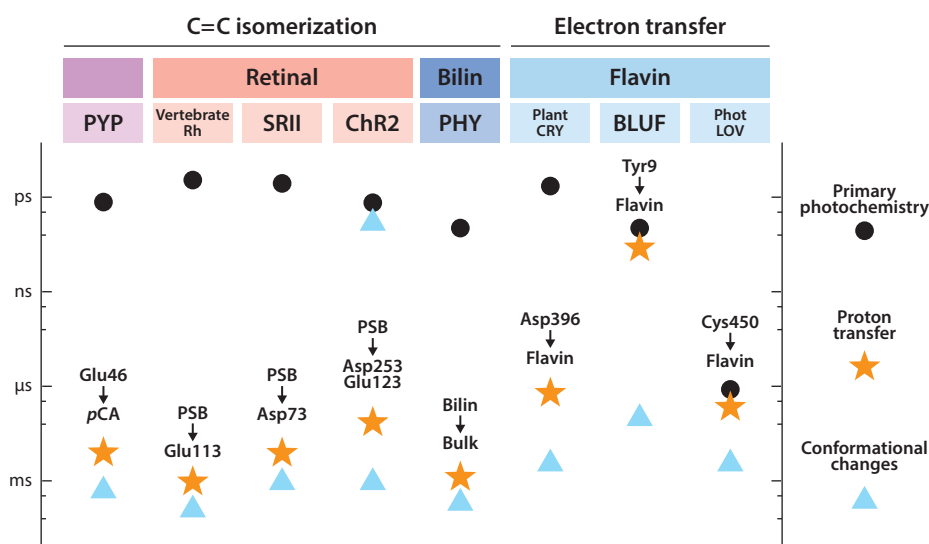 C=C isomerization
Electron transfer
Retinal
Bilin
Flavin
PYP
Vertebrate
Rh
SRII
ChR2
PHY
Plant
CRY
BLUF
Phot
LOV
ps
ns
μs
ms
Glu46
pCA
PSB
Glu113
PSB
Asp73
PSB
Asp253
Glu123
Bilin
Bulk
Asp396
Flavin
Tyr9
Flavin
Cys450
Flavin
Primary
photochemistry
Proton
transfer
Conformational
changes